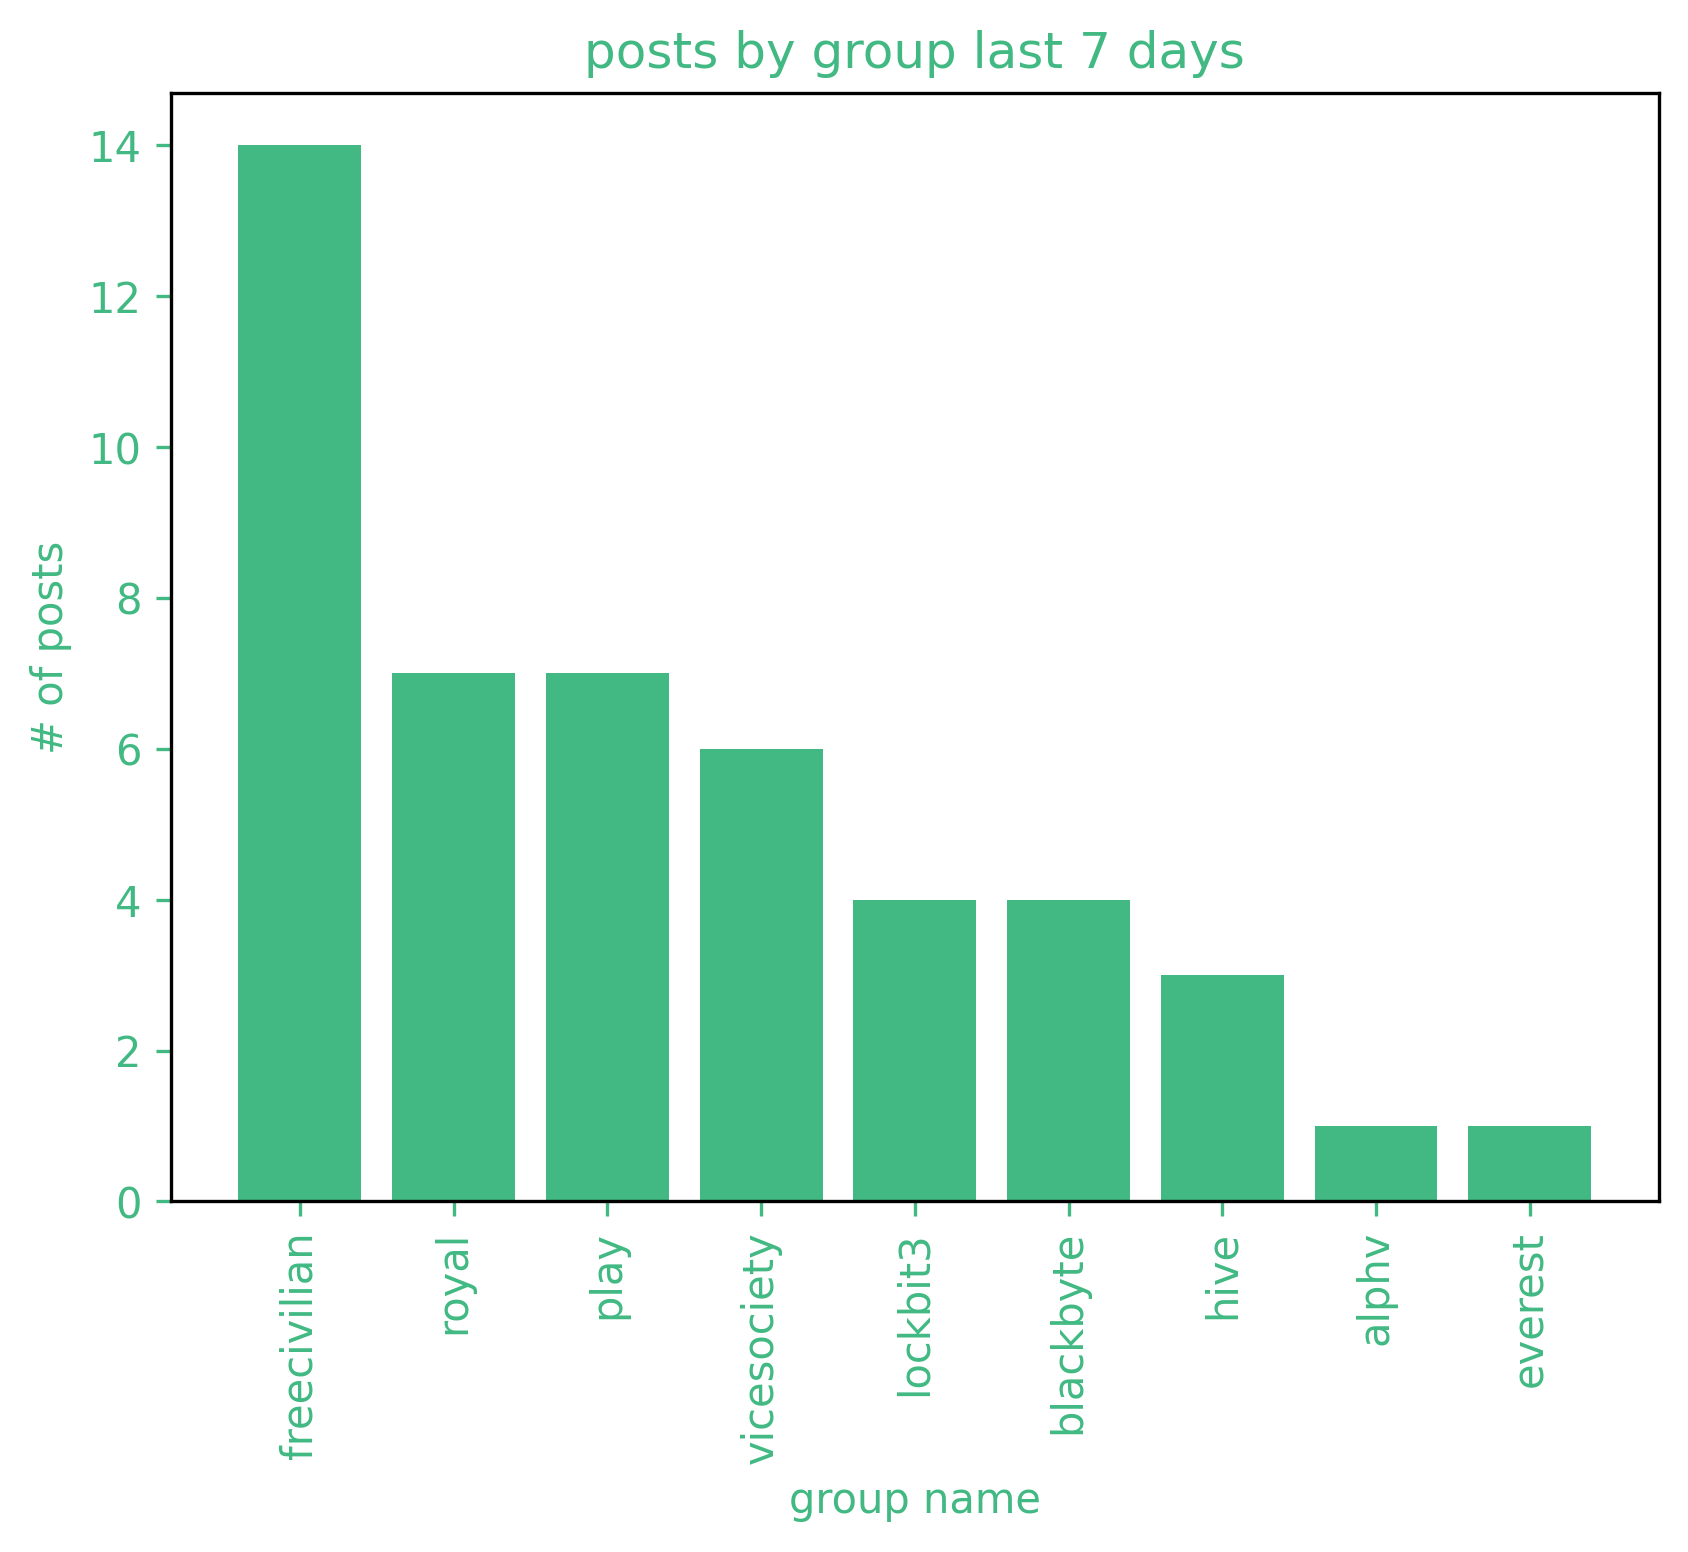 posts by group last 7 days
14
12
10
8
6
4
2
0
# of posts
freecivilian
royal
play
vicesociety
lockbit3
blackbyte
hive
alphv
everest
group name